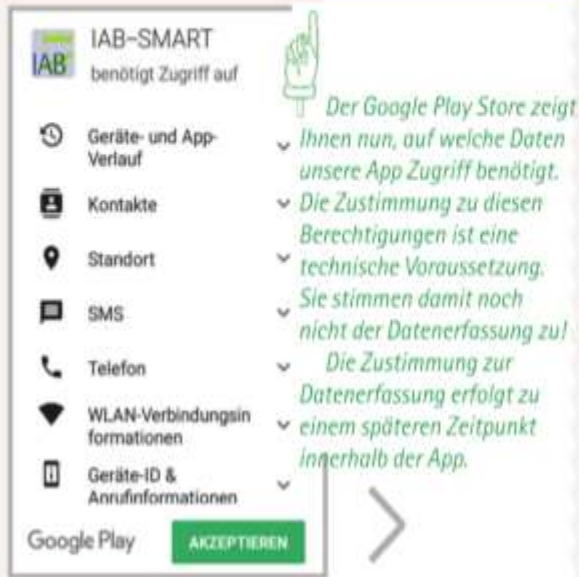 IAB
IAB-SMART
benötigt Zugriff auf
Geräte- und App-
Verlauf
Kontakte
Standort
SMS
Telefon
WLAN-Verbindungsin
formationen
Geräte-ID &
Anrufinformationen
Google Play
AKZEPTIEREN
Der Google Play Store zeigt
Ihnen nun, auf welche Daten
unsere App Zugriff benötigt.
Die Zustimmung zu diesen
Berechtigungen ist eine
technische Voraussetzung.
Sie stimmen damit noch
nicht der Datenerfassung zu!
Die Zustimmung zur
Datenerfassung erfolgt zu
einem späteren Zeitpunkt
innerhalb der App.